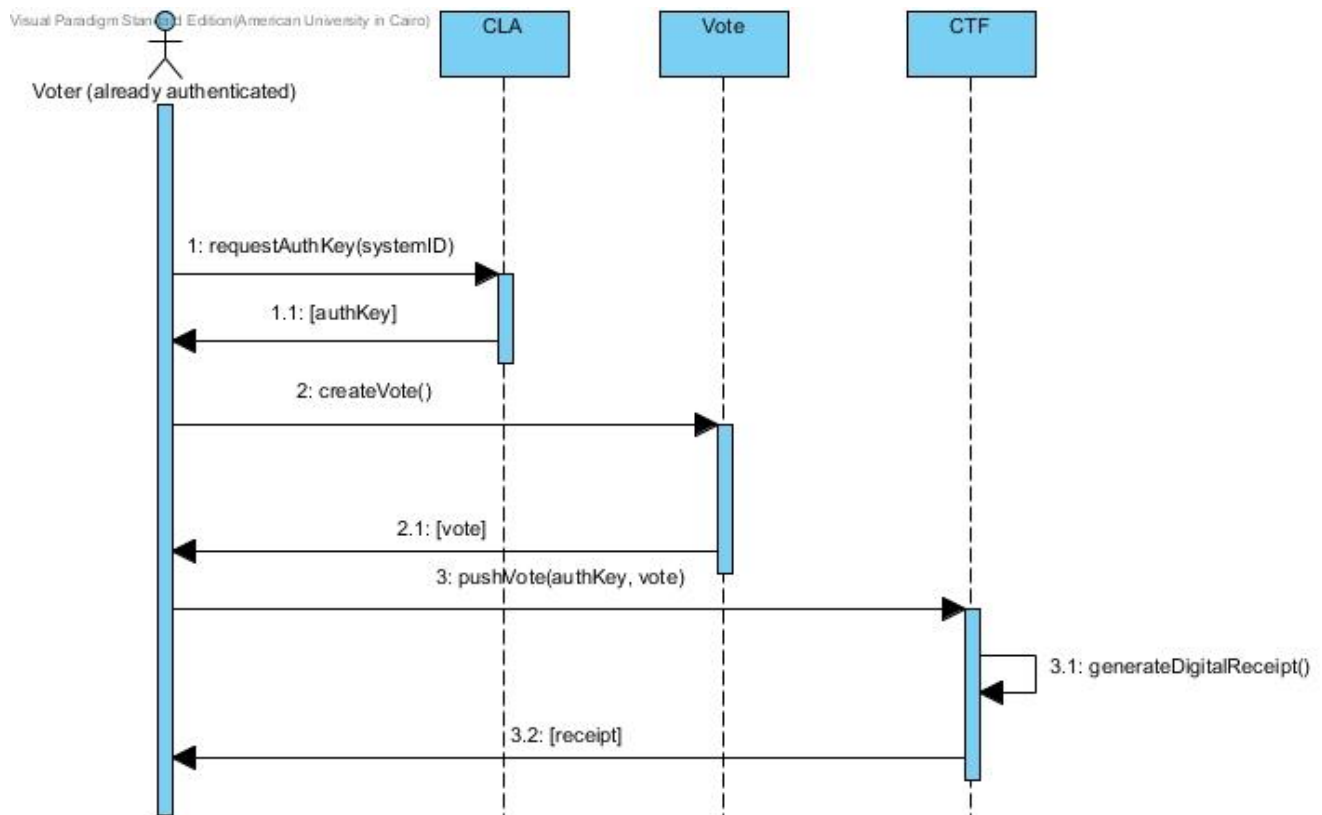 Visual Paradigm Standard Edition(American University in Cairo)
CLA
Vote
CTF
Voter (already authenticated)
1: requestAuthKey(systemID)
1.1: [authKey]
2: createVote()
2.1: [vote]
3: pushVote(authKey, vote)
3.1: generateDigitalReceipt()
3.2: [receipt]